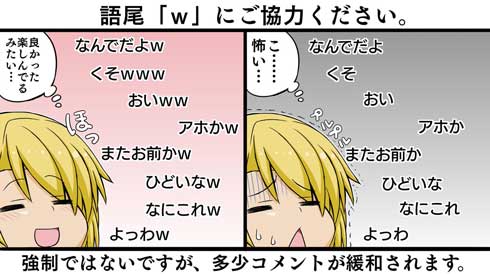 語尾「w」にご協力ください。
良かった
楽しんでる
みたい…
なんでだよw
くそwww
おいww
アホかw
またお前かw
ひどいなw
なにこれw
よっわw
ほっ
こ……
怖い…
なんでだよ
くそ
おい
アホか
またお前か
ひどいな
なにこれ
よっわ
プルプル
強制ではないですが、多少コメントが緩和されます。